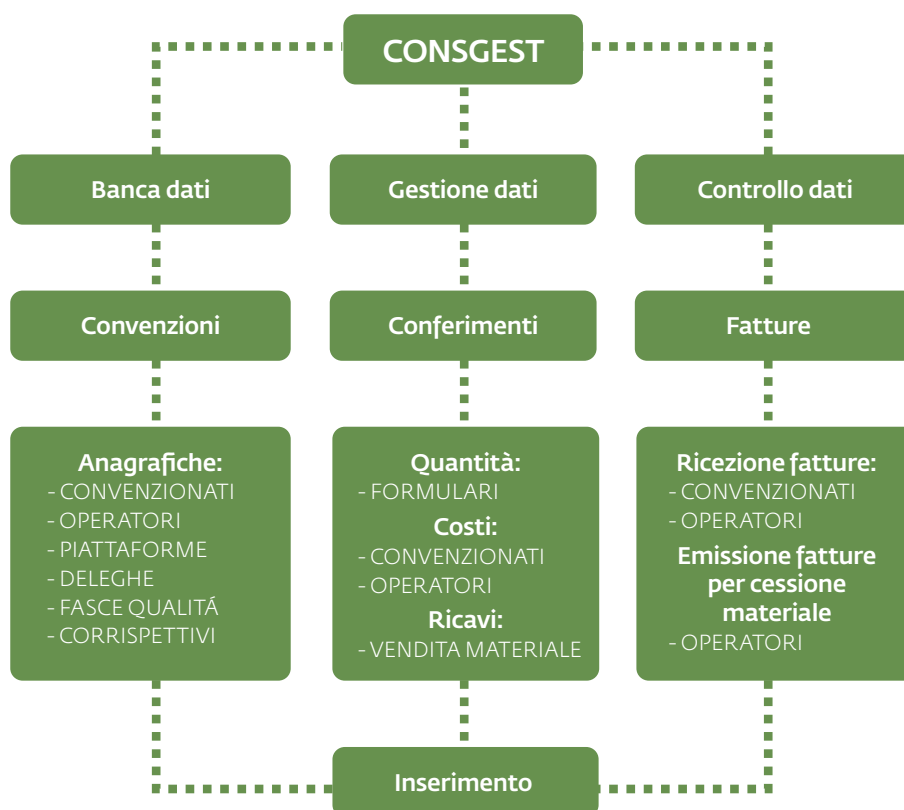 CONSGEST
Banca dati
Gestione dati
Controllo dati
Convenzioni
Conferimenti
Fatture
Anagrafiche:
- CONVENZIONATI
- OPERATORI
- PIATTAFORME
- DELEGHE
- FASCE QUALITÁ
- CORRISPETTIVI
Quantità:
- FORMULARI
Costi:
- CONVENZIONATI
- OPERATORI
Ricavi:
- VENDITA MATERIALE
Ricezione fatture:
- CONVENZIONATI
- OPERATORI
Emissione fatture
per cessione
materiale
- OPERATORI
Inserimento